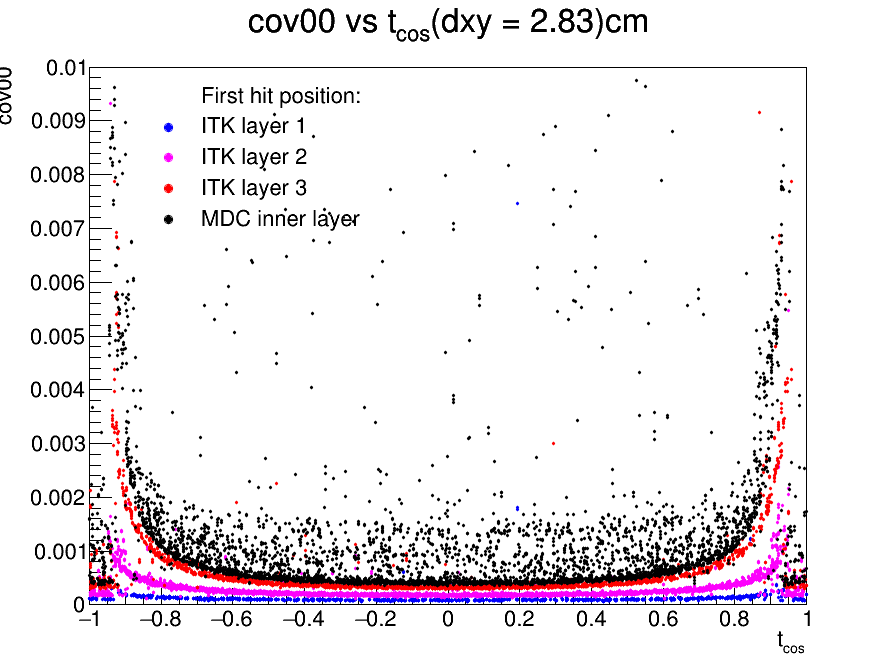 cov00 vs tcos(dxy = 2.83)cm
cov00
0.01
0.009
0.008
0.007
0.006
0.005
0.004
0.003
0.002
0.001
0
First hit position:
ITK layer 1
ITK layer 2
ITK layer 3
MDC inner layer
−1 −0.8 −0.6 −0.4 −0.2 0 0.2 0.4 0.6 0.8 1
tcos